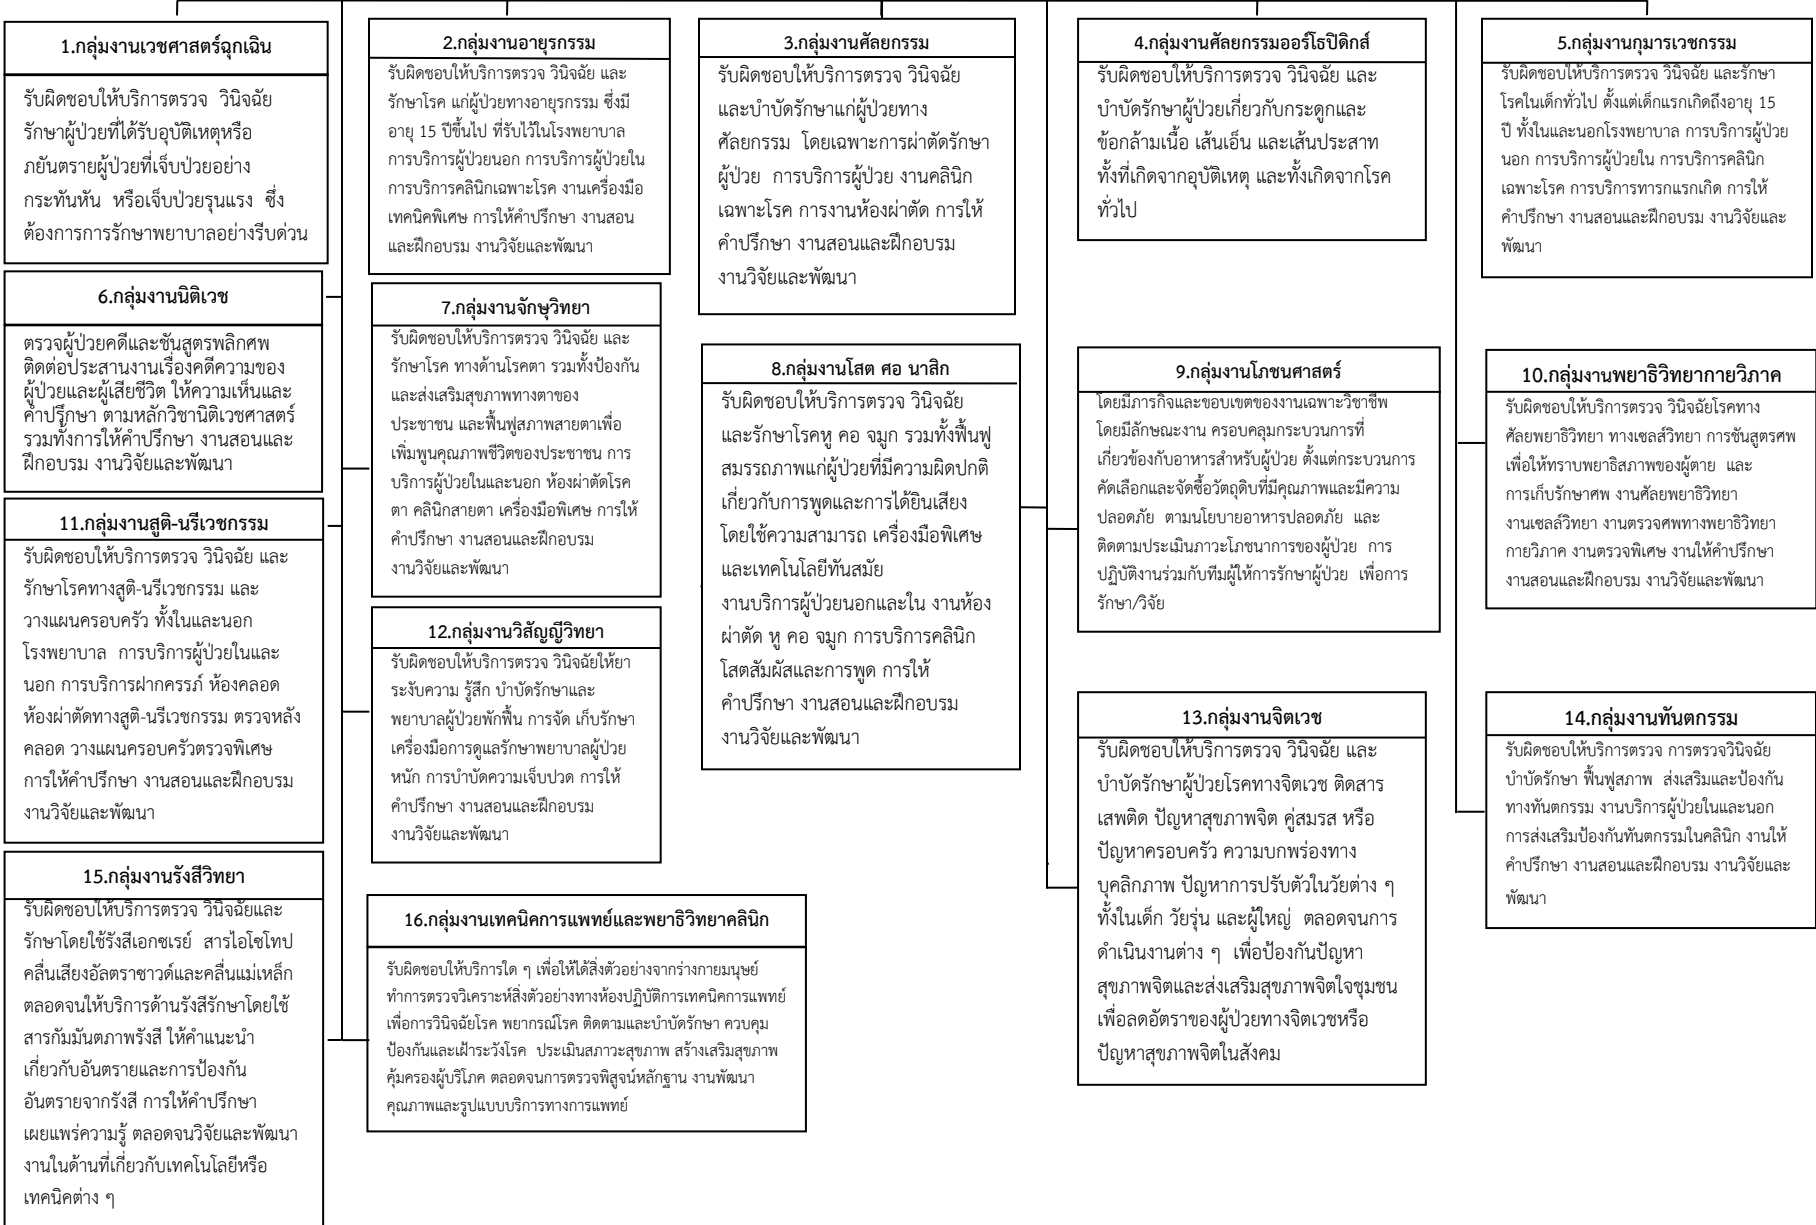 1.กลุ่มงานเวชศาสตร์ฉุกเฉิน
รับผิดชอบให้บริการตรวจ วินิจฉัย
รักษาผู้ป่วยที่ได้รับอุบัติเหตุหรือ
ภยันตรายผู้ป่วยที่เจ็บป่วยอย่าง
กระทันหัน หรือเจ็บป่วยรุนแรง ซึ่ง
ต้องการการรักษาพยาบาลอย่างรีบด่วน
2.กลุ่มงานอายุรกรรม
รับผิดชอบให้บริการตรวจ วินิจฉัย และ
รักษาโรค แก่ผู้ป่วยทางอายุรกรรม ซึ่งมี
อายุ 15 ปีขึ้นไป ที่รับไว้ในโรงพยาบาล
การบริการผู้ป่วยนอก การบริการผู้ป่วยใน
การบริการคลินิกเฉพาะโรค งานเครื่องมือ
เทคนิคพิเศษ การให้คำปรึกษา งานสอน
และฝึกอบรม งานวิจัยและพัฒนา
3.กลุ่มงานศัลยกรรม
รับผิดชอบให้บริการตรวจ วินิจฉัย
และบำบัดรักษาแก่ผู้ป่วยทาง
ศัลยกรรม โดยเฉพาะการผ่าตัดรักษา
ผู้ป่วย การบริการผู้ป่วย งานคลินิก
เฉพาะโรค การงานห้องผ่าตัด การให้
คำปรึกษา งานสอนและฝึกอบรม
งานวิจัยและพัฒนา
4.กลุ่มงานศัลยกรรมออร์โธปิดิกส์
รับผิดชอบให้บริการตรวจ วินิจฉัย และ
บำบัดรักษาผู้ป่วยเกี่ยวกับกระดูกและ
ข้อกล้ามเนื้อ เส้นเอ็น และเส้นประสาท
ทั้งที่เกิดจากอุบัติเหตุ และทั้งเกิดจากโรค
ทั่วไป
5.กลุ่มงานกุมารเวชกรรม
รับผิดชอบให้บริการตรวจ วินิจฉัย และรักษา
โรคในเด็กทั่วไป ตั้งแต่เด็กแรกเกิดถึงอายุ 15
ปี ทั้งในและนอกโรงพยาบาล การบริการผู้ป่วย
นอก การบริการผู้ป่วยใน การบริการคลินิก
เฉพาะโรค การบริการทารกแรกเกิด การให้
คำปรึกษา งานสอนและฝึกอบรม งานวิจัยและ
พัฒนา
6.กลุ่มงานนิติเวช
ตรวจผู้ป่วยคดีและชันสูตรพลิกศพ
ติดต่อประสานงานเรื่องคดีความของ
ผู้ป่วยและผู้เสียชีวิต ให้ความเห็นและ
คำปรึกษา ตามหลักวิชานิติเวชศาสตร์
รวมทั้งการให้คำปรึกษา งานสอนและ
ฝึกอบรม งานวิจัยและพัฒนา
7.กลุ่มงานจักษุวิทยา
รับผิดชอบให้บริการตรวจ วินิจฉัย และ
รักษาโรค ทางด้านโรคตา รวมทั้งป้องกัน
และส่งเสริมสุขภาพทางตาของ
ประชาชน และฟื้นฟูสภาพสายตาเพื่อ
เพิ่มพูนคุณภาพชีวิตของประชาชน การ
บริการผู้ป่วยในและนอก ห้องผ่าตัดโรค
ตา คลินิกสายตา เครื่องมือพิเศษ การให้
คำปรึกษา งานสอนและฝึกอบรม
งานวิจัยและพัฒนา
8.กลุ่มงานโสต ศอ นาสิก
รับผิดชอบให้บริการตรวจ วินิจฉัย
และรักษาโรคหู คอ จมูก รวมทั้งฟื้นฟู
สมรรถภาพแก่ผู้ป่วยที่มีความผิดปกติ
เกี่ยวกับการพูดและการได้ยินเสียง
โดยใช้ความสามารถ เครื่องมือพิเศษ
และเทคโนโลยีทันสมัย
งานบริการผู้ป่วยนอกและใน งานห้อง
ผ่าตัด หู คอ จมูก การบริการคลินิก
โสตสัมผัสและการพูด การให้
คำปรึกษา งานสอนและฝึกอบรม
งานวิจัยและพัฒนา
9.กลุ่มงานโภชนศาสตร์
โดยมีภารกิจและขอบเขตของงานเฉพาะวิชาชีพ
โดยมีลักษณะงาน ครอบคลุมกระบวนการที่
เกี่ยวข้องกับอาหารสำหรับผู้ป่วย ตั้งแต่กระบวนการ
คัดเลือกและจัดซื้อวัตถุดิบที่มีคุณภาพและมีความ
ปลอดภัย ตามนโยบายอาหารปลอดภัย และ
ติดตามประเมินภาวะโภชนาการของผู้ป่วย การ
ปฏิบัติงานร่วมกับทีมผู้ให้การรักษาผู้ป่วย เพื่อการ
รักษา/วิจัย
10.กลุ่มงานพยาธิวิทยากายวิภาค
รับผิดชอบให้บริการตรวจ วินิจฉัยโรคทาง
ศัลยพยาธิวิทยา ทางเซลส์วิทยา การชันสูตรศพ
เพื่อให้ทราบพยาธิสภาพของผู้ตาย และ
การเก็บรักษาศพ งานศัลยพยาธิวิทยา
งานเซลล์วิทยา งานตรวจศพทางพยาธิวิทยา
กายวิภาค งานตรวจพิเศษ งานให้คำปรึกษา
งานสอนและฝึกอบรม งานวิจัยและพัฒนา
11.กลุ่มงานสูติ-นรีเวชกรรม
รับผิดชอบให้บริการตรวจ วินิจฉัย และ
รักษาโรคทางสูติ-นรีเวชกรรม และ
วางแผนครอบครัว ทั้งในและนอก
โรงพยาบาล การบริการผู้ป่วยในและ
นอก การบริการฝากครรภ์ ห้องคลอด
ห้องผ่าตัดทางสูติ-นรีเวชกรรม ตรวจหลัง
คลอด วางแผนครอบครัวตรวจพิเศษ
การให้คำปรึกษา งานสอนและฝึกอบรม
งานวิจัยและพัฒนา
12.กลุ่มงานวิสัญญีวิทยา
รับผิดชอบให้บริการตรวจ วินิจฉัยให้ยา
ระงับความ รู้สึก บำบัดรักษาและ
พยาบาลผู้ป่วยพักฟื้น การจัด เก็บรักษา
เครื่องมือการดูแลรักษาพยาบาลผู้ป่วย
หนัก การบำบัดความเจ็บปวด การให้
คำปรึกษา งานสอนและฝึกอบรม
งานวิจัยและพัฒนา
13.กลุ่มงานจิตเวช
รับผิดชอบให้บริการตรวจ วินิจฉัย และ
บำบัดรักษาผู้ป่วยโรคทางจิตเวช ติดสาร
เสพติด ปัญหาสุขภาพจิต คู่สมรส หรือ
ปัญหาครอบครัว ความบกพร่องทาง
บุคลิกภาพ ปัญหาการปรับตัวในวัยต่าง ๆ
ทั้งในเด็ก วัยรุ่น และผู้ใหญ่ ตลอดจนการ
ดำเนินงานต่าง ๆ เพื่อป้องกันปัญหา
สุขภาพจิตและส่งเสริมสุขภาพจิตใจชุมชน
เพื่อลดอัตราของผู้ป่วยทางจิตเวชหรือ
ปัญหาสุขภาพจิตในสังคม
14.กลุ่มงานทันตกรรม
รับผิดชอบให้บริการตรวจ การตรวจวินิจฉัย
บำบัดรักษา ฟื้นฟูสภาพ ส่งเสริมและป้องกัน
ทางทันตกรรม งานบริการผู้ป่วยในและนอก
การส่งเสริมป้องกันทันตกรรมในคลินิก งานให้
คำปรึกษา งานสอนและฝึกอบรม งานวิจัยและ
พัฒนา
15.กลุ่มงานรังสีวิทยา
รับผิดชอบให้บริการตรวจ วินิจฉัยและ
รักษาโดยใช้รังสีเอกซเรย์ สารไอโซโทป
คลื่นเสียงอัลตราซาวด์และคลื่นแม่เหล็ก
ตลอดจนให้บริการด้านรังสีรักษาโดยใช้
สารกัมมันตภาพรังสี ให้คำแนะนำ
เกี่ยวกับอันตรายและการป้องกัน
อันตรายจากรังสี การให้คำปรึกษา
เผยแพร่ความรู้ ตลอดจนวิจัยและพัฒนา
งานในด้านที่เกี่ยวกับเทคโนโลยีหรือ
เทคนิคต่าง ๆ
16.กลุ่มงานเทคนิคการแพทย์และพยาธิวิทยาคลินิก
รับผิดชอบให้บริการใด ๆ เพื่อให้ได้สิ่งตัวอย่างจากร่างกายมนุษย์
ทำการตรวจวิเคราะห์สิ่งตัวอย่างทางห้องปฏิบัติการเทคนิคการแพทย์
เพื่อการวินิจฉัยโรค พยากรณ์โรค ติดตามและบำบัดรักษา ควบคุม
ป้องกันและเฝ้าระวังโรค ประเมินสภาวะสุขภาพ สร้างเสริมสุขภาพ
คุ้มครองผู้บริโภค ตลอดจนการตรวจพิสูจน์หลักฐาน งานพัฒนา
คุณภาพและรูปแบบบริการทางการแพทย์